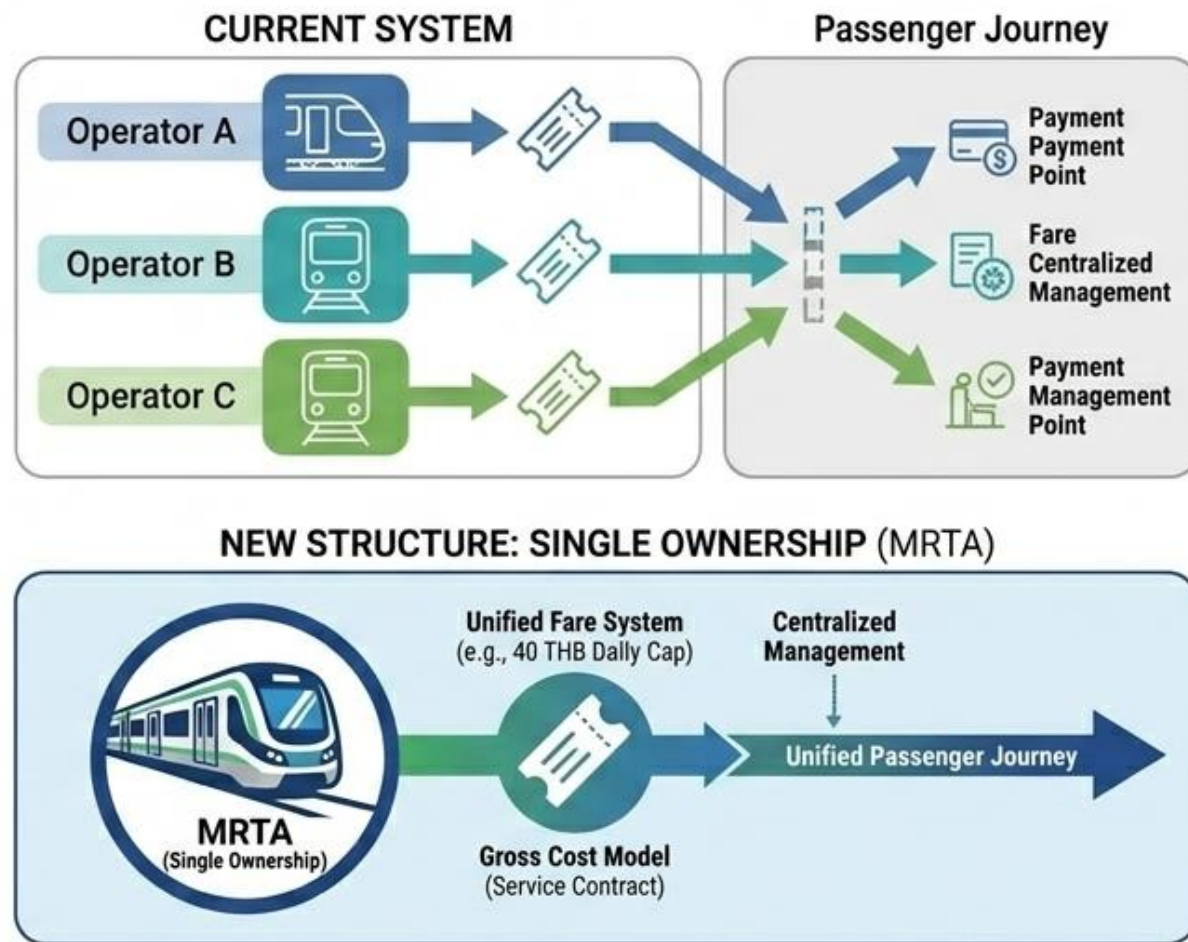 CURRENT SYSTEM
Passenger Journey
Operator A
Operator B
Operator C
Payment
Payment
Point
$
Fare
Centralized
Management
Payment
Management
Point
NEW STRUCTURE: SINGLE OWNERSHIP (MRTA)
Unified Fare System
(e.g., 40 THB Dally Cap)
Centralized
Management
Unified Passenger Journey
MRTA
(Single Ownership)
Gross Cost Model
(Service Contract)